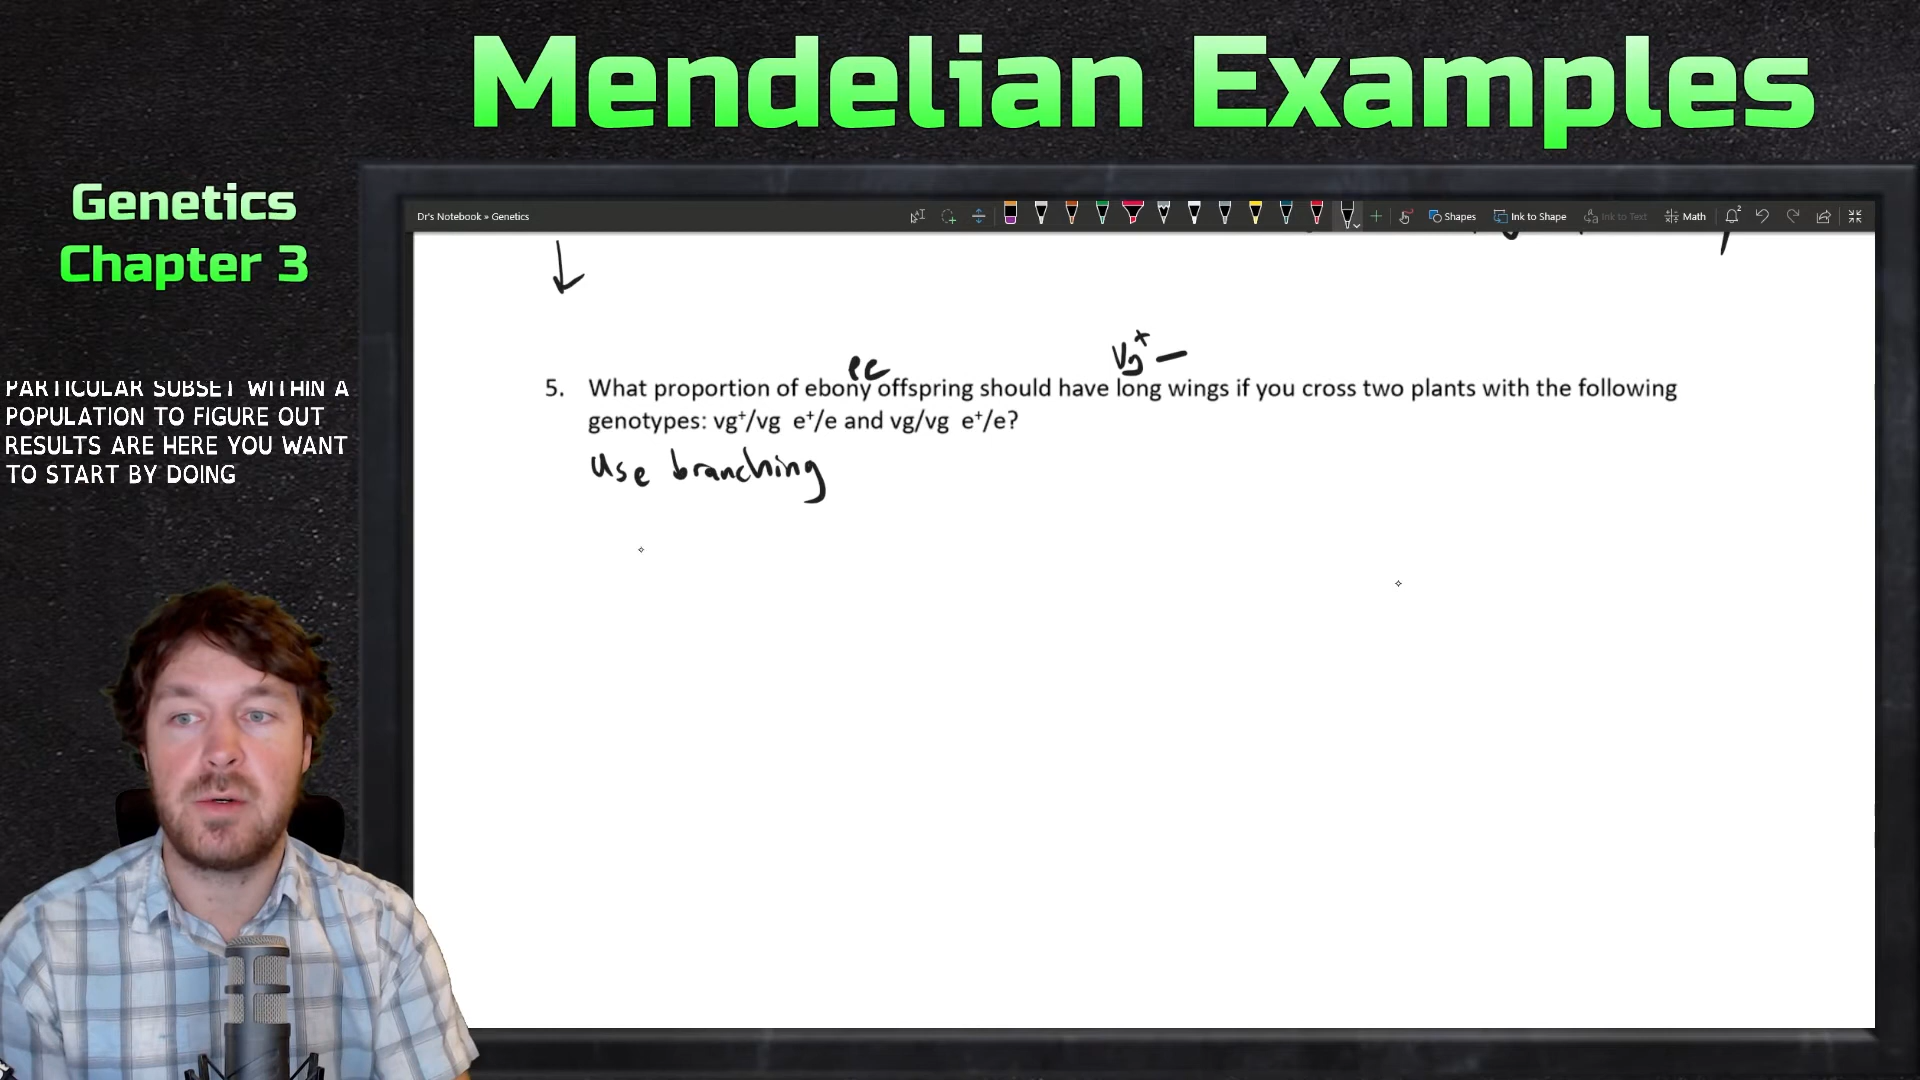 Mendelian Examples
Genetics
Chapter 3
PARTICULAR SUBSET WITHIN A
POPULATION TO FIGURE OUT
RESULTS ARE HERE YOU WANT
TO START BY DOING
Dr's Notebook » Genetics
Shapes
Ink to Shape
Ink to Text
Math
ee
vg⁺ –
5. What proportion of ebony offspring should have long wings if you cross two plants with the following
genotypes: vg⁺/vg e⁺/e and vg/vg e⁺/e?
Use branching